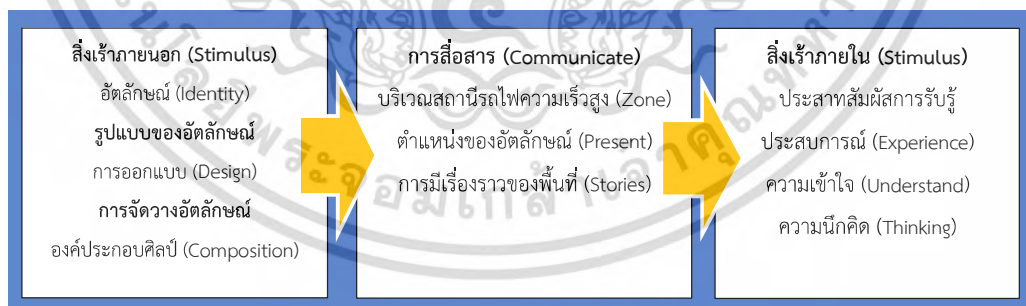 สิ่งเร้าภายนอก (Stimulus)
อัตลักษณ์ (Identity)
รูปแบบของอัตลักษณ์
การออกแบบ (Design)
การจัดวางอัตลักษณ์
องค์ประกอบศิลป์ (Composition)
การสื่อสาร (Communicate)
บริเวณสถานีรถไฟความเร็วสูง (Zone)
ตำแหน่งของอัตลักษณ์ (Present)
การมีเรื่องราวของพื้นที่ (Stories)
สิ่งเร้าภายใน (Stimulus)
ประสาทสัมผัสการรับรู้
ประสบการณ์ (Experience)
ความเข้าใจ (Understand)
ความนึกคิด (Thinking)